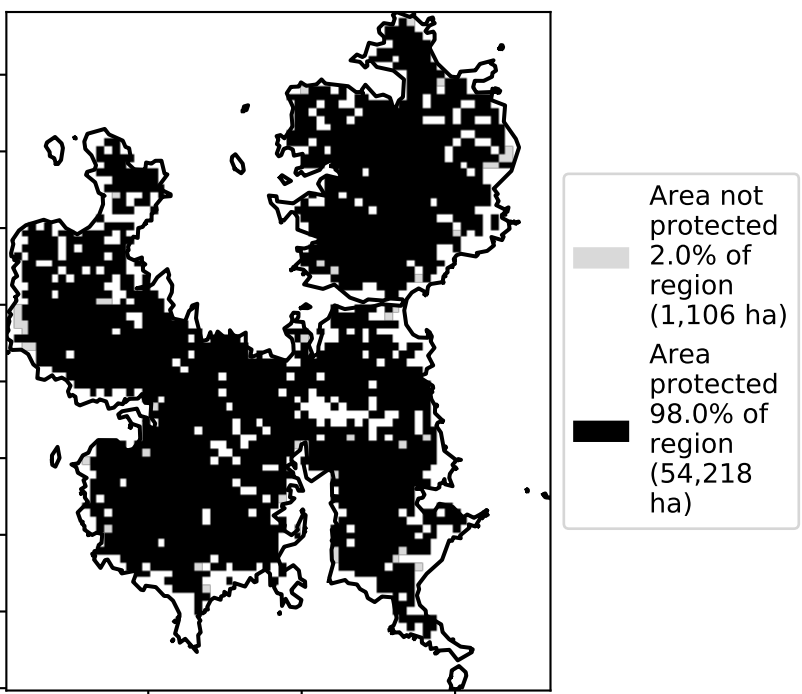 Area not
protected
2.0% of
region
(1,106 ha)
Area
protected
98.0% of
region
(54,218
ha)